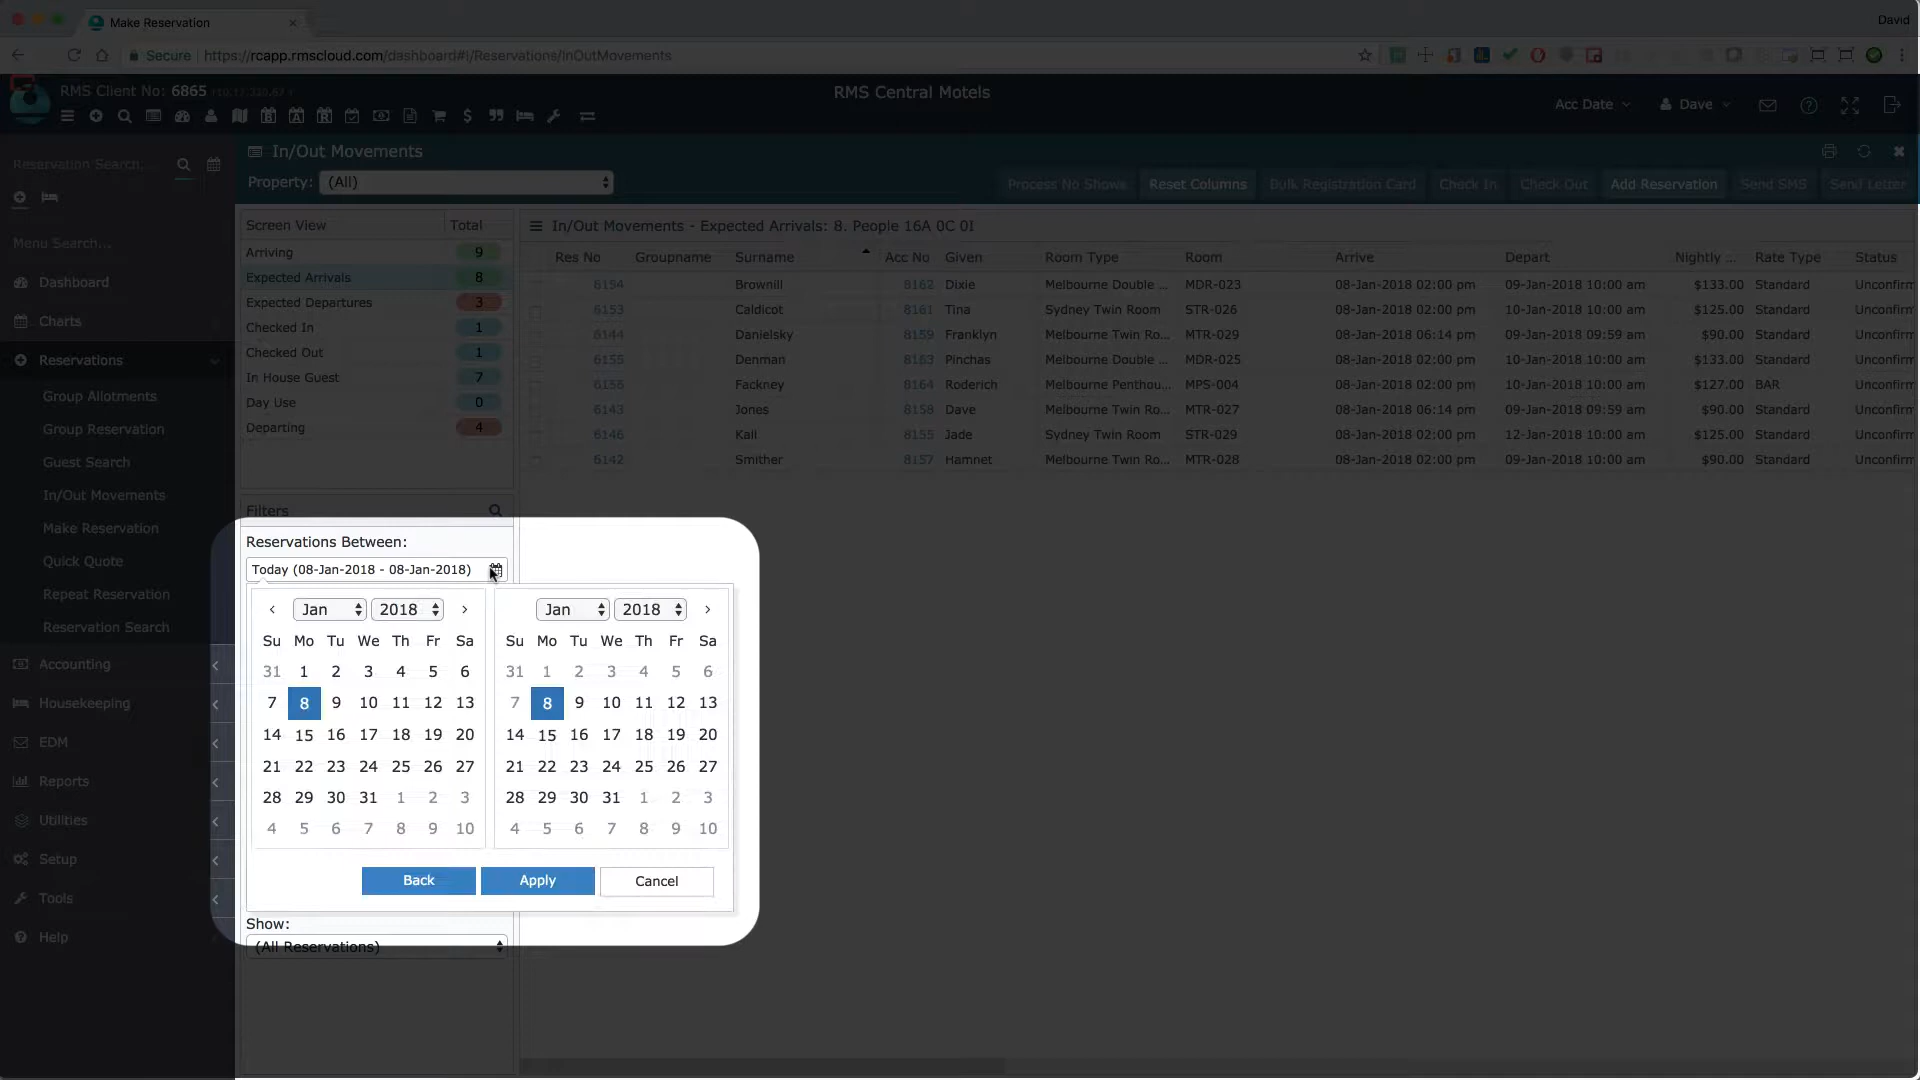 Make Reservation ×
David
Secure https://rcapp.rmscloud.com/dashboard#!/Reservations/InOutMovements
RMS Client No: 6865
RMS Central Motels
Acc Date
Dave
Reservation Search...
Menu Search...
Dashboard
Charts
Reservations
Group Allotments
Group Reservation
Guest Search
In/Out Movements
Make Reservation
Quick Quote
Repeat Reservation
Reservation Search
Accounting
Housekeeping
EDM
Reports
Utilities
Setup
Tools
Help
In/Out Movements
Property: (All)
Process No Shows Reset Columns Bulk Registration Card Check In Check Out Add Reservation Send SMS Send Letter
Screen View Total
Arriving 9
Expected Arrivals 8
Expected Departures 3
Checked In 1
Checked Out 1
In House Guest 7
Day Use 0
Departing 4
In/Out Movements - Expected Arrivals: 8. People 16A 0C 0I
Res No Groupname Surname Acc No Given Room Type Room Arrive Depart Nightly ... Rate Type Status
6154 Brownill 8162 Dixie Melbourne Double ... MDR-023 08-Jan-2018 02:00 pm 09-Jan-2018 10:00 am $133.00 Standard Unconfirm
6153 Caldicot 8161 Tina Sydney Twin Room STR-026 08-Jan-2018 02:00 pm 10-Jan-2018 10:00 am $125.00 Standard Unconfirm
6144 Danielsky 8159 Franklyn Melbourne Twin Ro... MTR-029 08-Jan-2018 06:14 pm 09-Jan-2018 09:59 am $90.00 Standard Unconfirm
6155 Denman 8163 Pinchas Melbourne Double ... MDR-025 08-Jan-2018 02:00 pm 10-Jan-2018 10:00 am $133.00 Standard Unconfirm
6156 Fackney 8164 Roderich Melbourne Penthou... MPS-004 08-Jan-2018 02:00 pm 10-Jan-2018 10:00 am $127.00 BAR Unconfirm
6143 Jones 8158 Dave Melbourne Twin Ro... MTR-027 08-Jan-2018 06:14 pm 09-Jan-2018 09:59 am $90.00 Standard Unconfirm
6146 Kall 8155 Jade Sydney Twin Room STR-029 08-Jan-2018 02:00 pm 12-Jan-2018 10:00 am $125.00 Standard Unconfirm
6142 Smither 8157 Hamnet Melbourne Twin Ro... MTR-028 08-Jan-2018 02:00 pm 09-Jan-2018 10:00 am $90.00 Standard Unconfirm
Filters
Reservations Between:
Today (08-Jan-2018 - 08-Jan-2018)
‹ Jan 2018 › Jan 2018 ›
Su Mo Tu We Th Fr Sa Su Mo Tu We Th Fr Sa
31 1 2 3 4 5 6 31 1 2 3 4 5 6
7 8 9 10 11 12 13 7 8 9 10 11 12 13
14 15 16 17 18 19 20 14 15 16 17 18 19 20
21 22 23 24 25 26 27 21 22 23 24 25 26 27
28 29 30 31 1 2 3 28 29 30 31 1 2 3
4 5 6 7 8 9 10 4 5 6 7 8 9 10
Back Apply Cancel
Show:
(All Reservations)